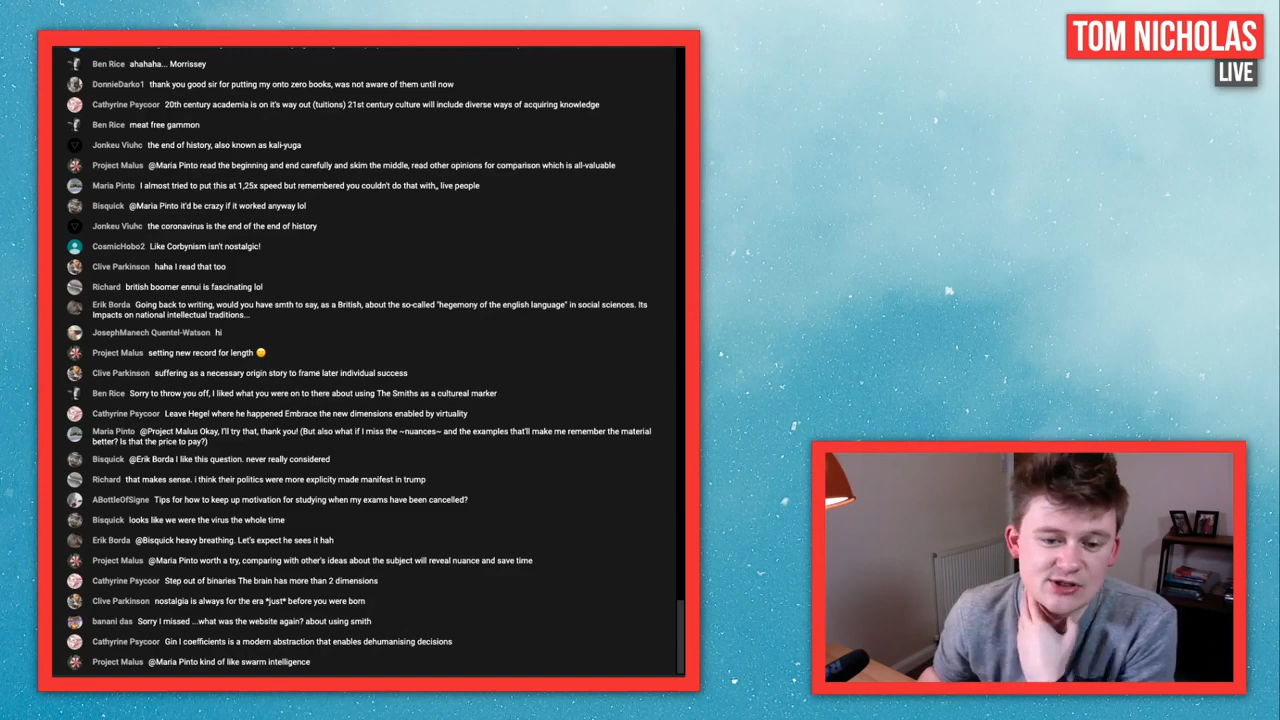 TOM NICHOLAS
LIVE
Ben Rice ahahaha... Morrissey
DonnieDarko1 thank you good sir for putting my onto zero books, was not aware of them until now
Cathyrine Psycoor 20th century academia is on it's way out (tuitions) 21st century culture will include diverse ways of acquiring knowledge
Ben Rice meat free gammon
Jonkeu Viuhc the end of history, also known as kali-yuga
Project Malus @Maria Pinto read the beginning and end carefully and skim the middle, read other opinions for comparison which is all-valuable
Maria Pinto I almost tried to put this at 1,25x speed but remembered you couldn't do that with,, live people
Bisquick @Maria Pinto it'd be crazy if it worked anyway lol
Jonkeu Viuhc the coronavirus is the end of the end of history
CosmicHobo2 Like Corbynism isn't nostalgic!
Clive Parkinson haha I read that too
Richard british boomer ennui is fascinating lol
Erik Borda Going back to writing, would you have smth to say, as a British, about the so-called "hegemony of the english language" in social sciences. Its
Impacts on national intellectual traditions...
JosephManech Quentel-Watson hi
Project Malus setting new record for length 🙂
Clive Parkinson suffering as a necessary origin story to frame later individual success
Ben Rice Sorry to throw you off, I liked what you were on to there about using The Smiths as a cultureal marker
Cathyrine Psycoor Leave Hegel where he happened Embrace the new dimensions enabled by virtuality
Maria Pinto @Project Malus Okay, I'll try that, thank you! (But also what if I miss the ~nuances~ and the examples that'll make me remember the material
better? Is that the price to pay?)
Bisquick @Erik Borda I like this question. never really considered
Richard that makes sense. i think their politics were more explicity made manifest in trump
ABottleOfSigne Tips for how to keep up motivation for studying when my exams have been cancelled?
Bisquick looks like we were the virus the whole time
Erik Borda @Bisquick heavy breathing. Let's expect he sees it hah
Project Malus @Maria Pinto worth a try, comparing with other's ideas about the subject will reveal nuance and save time
Cathyrine Psycoor Step out of binaries The brain has more than 2 dimensions
Clive Parkinson nostalgia is always for the era *just* before you were born
banani das Sorry I missed ...what was the website again? about using smith
Cathyrine Psycoor Gin I coefficients is a modern abstraction that enables dehumanising decisions
Project Malus @Maria Pinto kind of like swarm intelligence